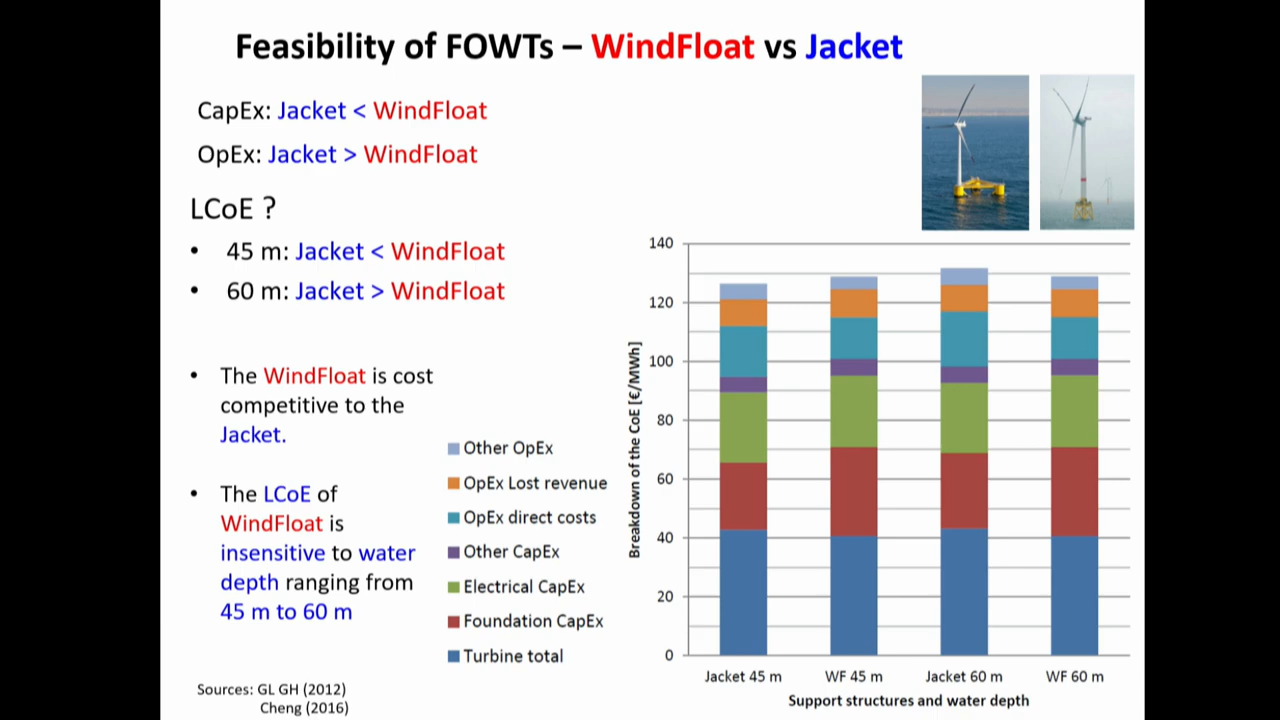 Feasibility of FOWTs – WindFloat vs Jacket
CapEx: Jacket < WindFloat
OpEx: Jacket > WindFloat
LCoE ?
• 45 m: Jacket < WindFloat
• 60 m: Jacket > WindFloat
• The WindFloat is cost
competitive to the
Jacket.
• The LCoE of
WindFloat is
insensitive to water
depth ranging from
45 m to 60 m
Sources: GL GH (2012)
Cheng (2016)
Other OpEx
OpEx Lost revenue
OpEx direct costs
Other CapEx
Electrical CapEx
Foundation CapEx
Turbine total
Breakdown of the CoE [€/MWh]
140
120
100
80
60
40
20
0
Jacket 45 m WF 45 m Jacket 60 m WF 60 m
Support structures and water depth